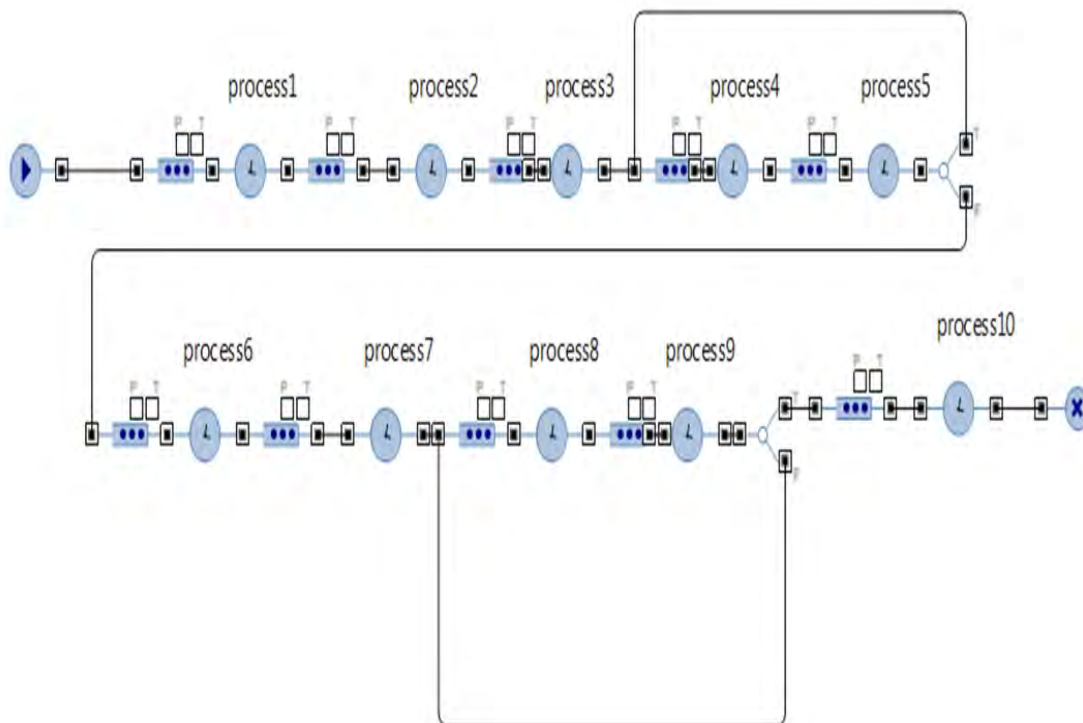 process1
process2
process3
process4
process5
P T
P T
P T
P T
P T
T
F
process6
process7
process8
process9
process10
P T
P T
P T
P T
P T
T
F